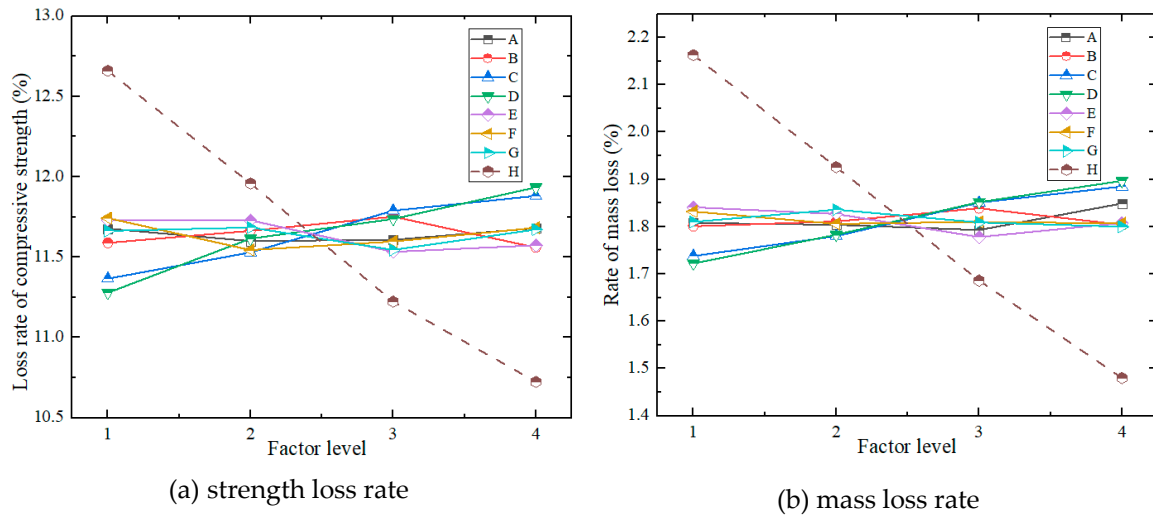 13.0
12.5
12.0
11.5
11.0
10.5
Loss rate of compressive strength (%)
A
B
C
D
E
F
G
H
1 2 3 4
Factor level
(a) strength loss rate
2.2
2.1
2.0
1.9
1.8
1.7
1.6
1.5
1.4
Rate of mass loss (%)
A
B
C
D
E
F
G
H
1 2 3 4
Factor level
(b) mass loss rate